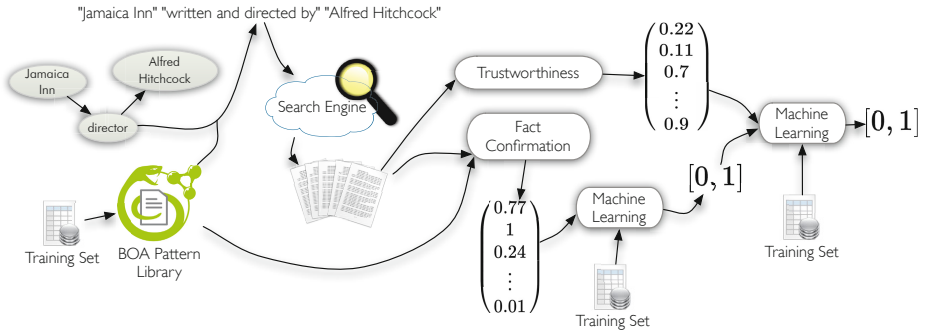 "Jamaica Inn" "written and directed by" "Alfred Hitchcock"
Jamaica
Inn
Alfred
Hitchcock
director
Training Set
BOA Pattern
Library
Search Engine
Trustworthiness
Fact
Confirmation
0.22
0.11
0.7
⋮
0.9
0.77
1
0.24
⋮
0.01
Machine
Learning
Training Set
[0, 1]
Machine
Learning
Training Set
[0, 1]